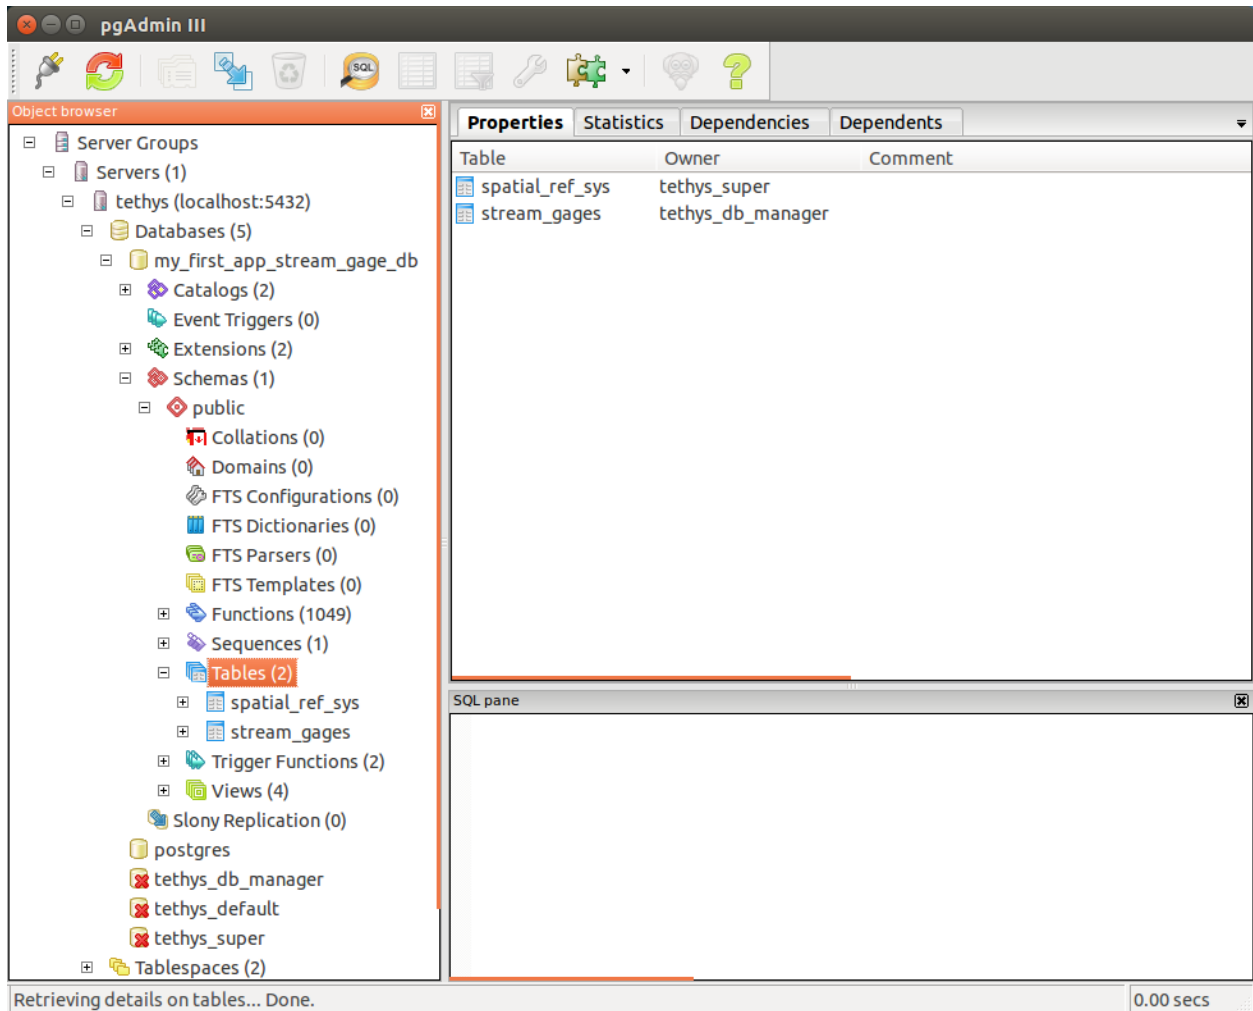 pgAdmin III
SQL
Object browser
Server Groups
Servers (1)
tethys (localhost:5432)
Databases (5)
my_first_app_stream_gage_db
Catalogs (2)
Event Triggers (0)
Extensions (2)
Schemas (1)
public
Collations (0)
Domains (0)
FTS Configurations (0)
FTS Dictionaries (0)
FTS Parsers (0)
FTS Templates (0)
Functions (1049)
Sequences (1)
Tables (2)
spatial_ref_sys
stream_gages
Trigger Functions (2)
Views (4)
Slony Replication (0)
postgres
tethys_db_manager
tethys_default
tethys_super
Tablespaces (2)
Properties Statistics Dependencies Dependents
Table Owner Comment
spatial_ref_sys tethys_super
stream_gages tethys_db_manager
SQL pane
Retrieving details on tables... Done. 0.00 secs